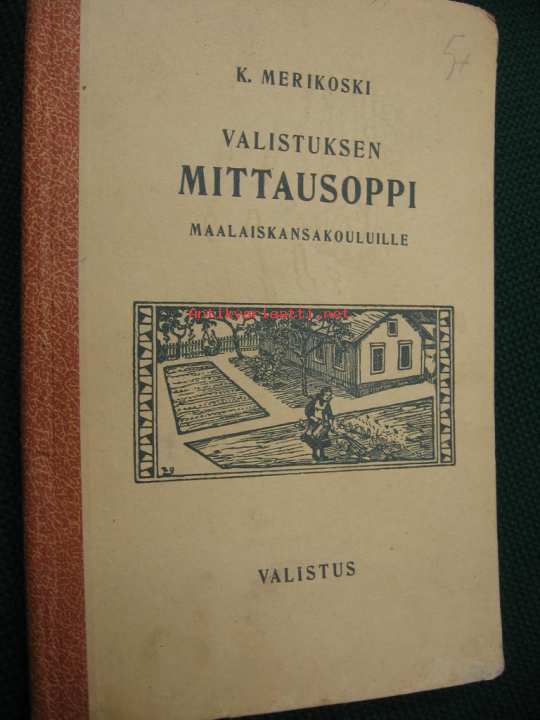 K. MERIKOSKI
VALISTUKSEN
MITTAUSOPPI
MAALAISKANSAKOULUILLE
Antikvariaatti.net
VALISTUS